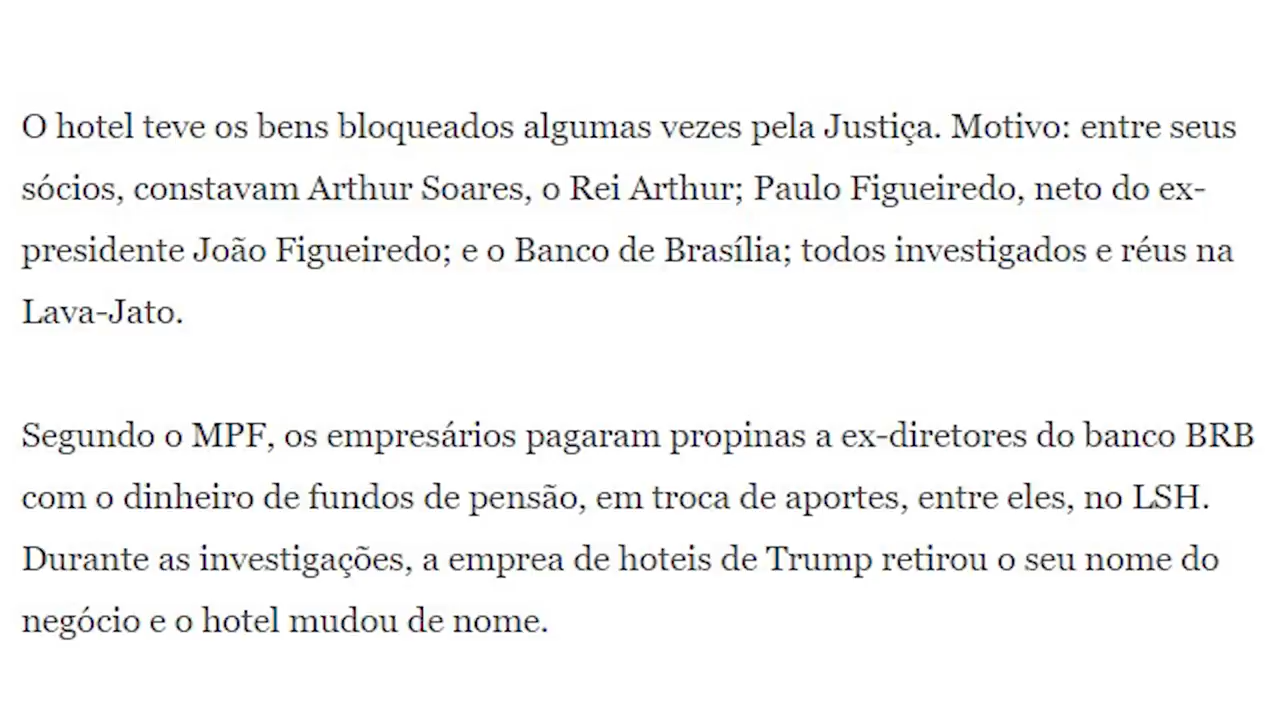 O hotel teve os bens bloqueados algumas vezes pela Justiça. Motivo: entre seus
sócios, constavam Arthur Soares, o Rei Arthur; Paulo Figueiredo, neto do ex-
presidente João Figueiredo; e o Banco de Brasília; todos investigados e réus na
Lava-Jato.
Segundo o MPF, os empresários pagaram propinas a ex-diretores do banco BRB
com o dinheiro de fundos de pensão, em troca de aportes, entre eles, no LSH.
Durante as investigações, a emprea de hoteis de Trump retirou o seu nome do
negócio e o hotel mudou de nome.